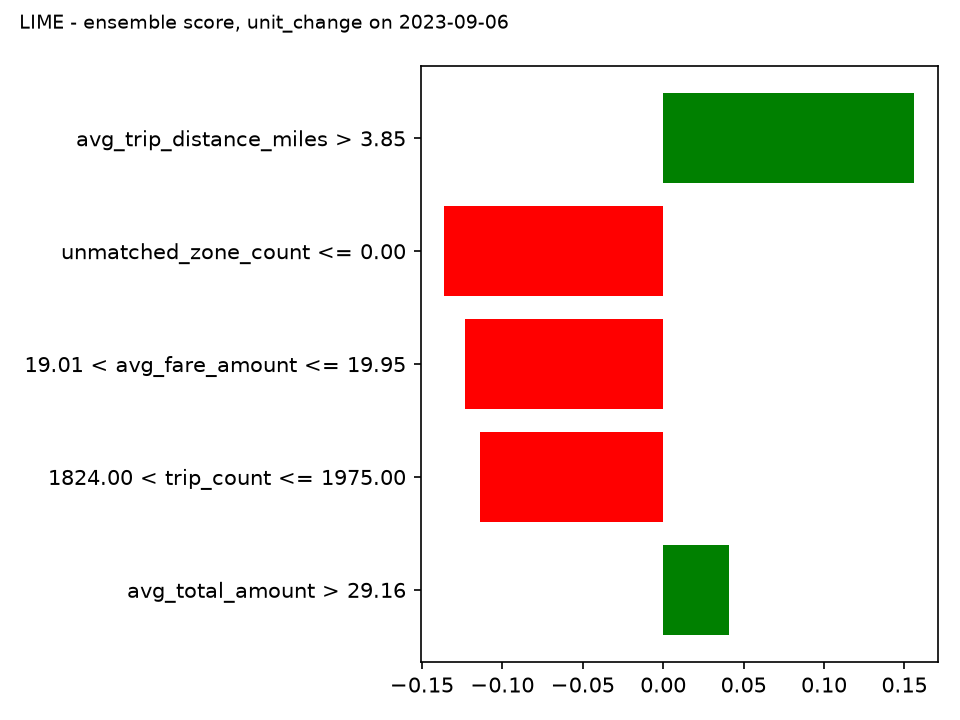 LIME - ensemble score, unit_change on 2023-09-06
avg_trip_distance_miles > 3.85
unmatched_zone_count <= 0.00
19.01 < avg_fare_amount <= 19.95
1824.00 < trip_count <= 1975.00
avg_total_amount > 29.16
−0.15 −0.10 −0.05 0.00 0.05 0.10 0.15